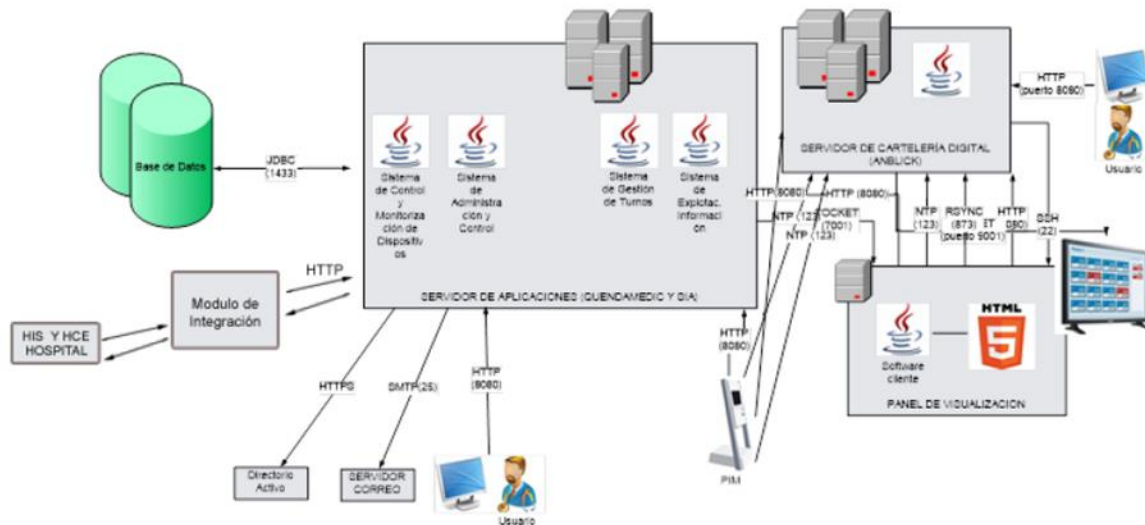 Base de Datos
JDBC
(1433)
Sistema
de Control
y
Monitoriza
ción de
Dispositiv
os
Sistema
de
Administra
ción y
Control
Sistema
de Gestión
de Turnos
Sistema
de
Explotac.
Informaci
ón
SERVIDOR DE APLICACIONES (QUENDAMEDIC Y SIA)
SERVIDOR DE CARTELERÍA DIGITAL
(ANBLICK)
HTTP
(puerto 8080)
Usuario
HTTP
Modulo de
Integración
HIS Y HCE
HOSPITAL
HTTPS
SMTP(25)
HTTP
(8080)
Directorio
Activo
SERVIDOR
CORREO
Usuario
HTTP
(8080)
PIM
HTTP(8080)
HTTP (8080)
NTP (123)
(7001)
NTP (123)
NTP
(123)
RSYNC
(873)
(puerto 9001)
HTTP
SSH
(22)
HTML
5
Software
cliente
PANEL DE VISUALIZACION